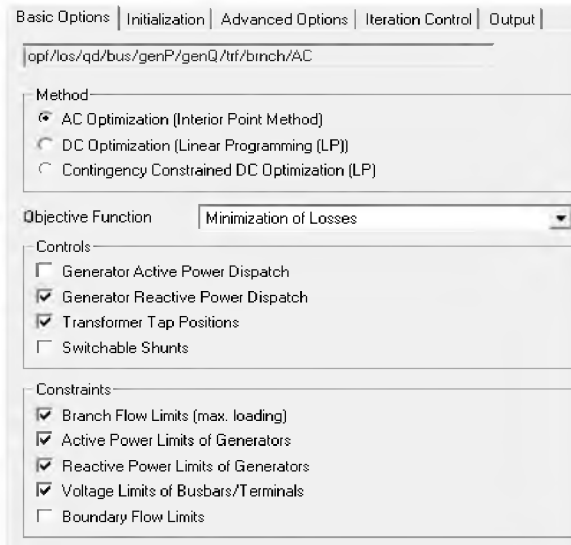 Basic Options Initialization Advanced Options Iteration Control Output
opf/los/qd/bus/genP/genQ/trf/brnch/AC
Method
AC Optimization (Interior Point Method)
DC Optimization (Linear Programming (LP))
Contingency Constrained DC Optimization (LP)
Objective Function Minimization of Losses
Controls
Generator Active Power Dispatch
Generator Reactive Power Dispatch
Transformer Tap Positions
Switchable Shunts
Constraints
Branch Flow Limits (max. loading)
Active Power Limits of Generators
Reactive Power Limits of Generators
Voltage Limits of Busbars/Terminals
Boundary Flow Limits